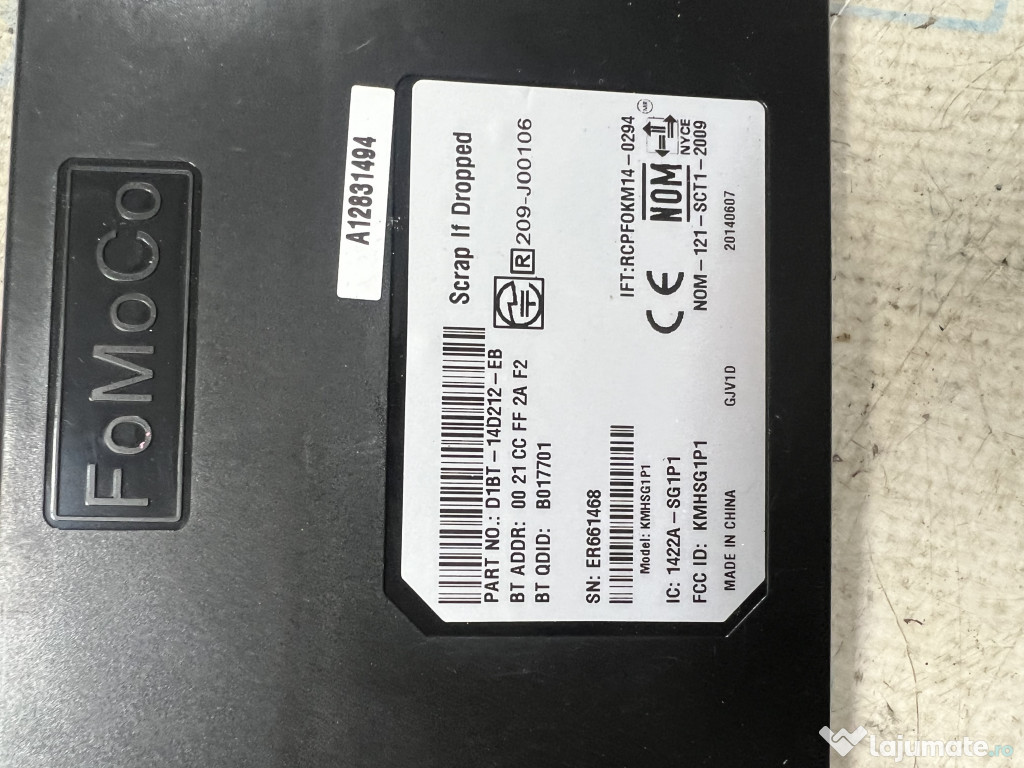 FoMoCo
A12831494
Scrap If Dropped
PART NO.: D1BT-14D212-EB
BT ADDR: 00 21 CC FF 2A F2
BT QDID: B017701
R 209-J00106
SN: ER661468
Model: KMHSG1P1
IFT:RCPFOKM14-0294
IC: 1422A-SG1P1
CE
NOM
NYCE
FCC ID: KMHSG1P1
NOM-121-SCT1-2009
MADE IN CHINA
GJV1D
20140607
lajumate.ro